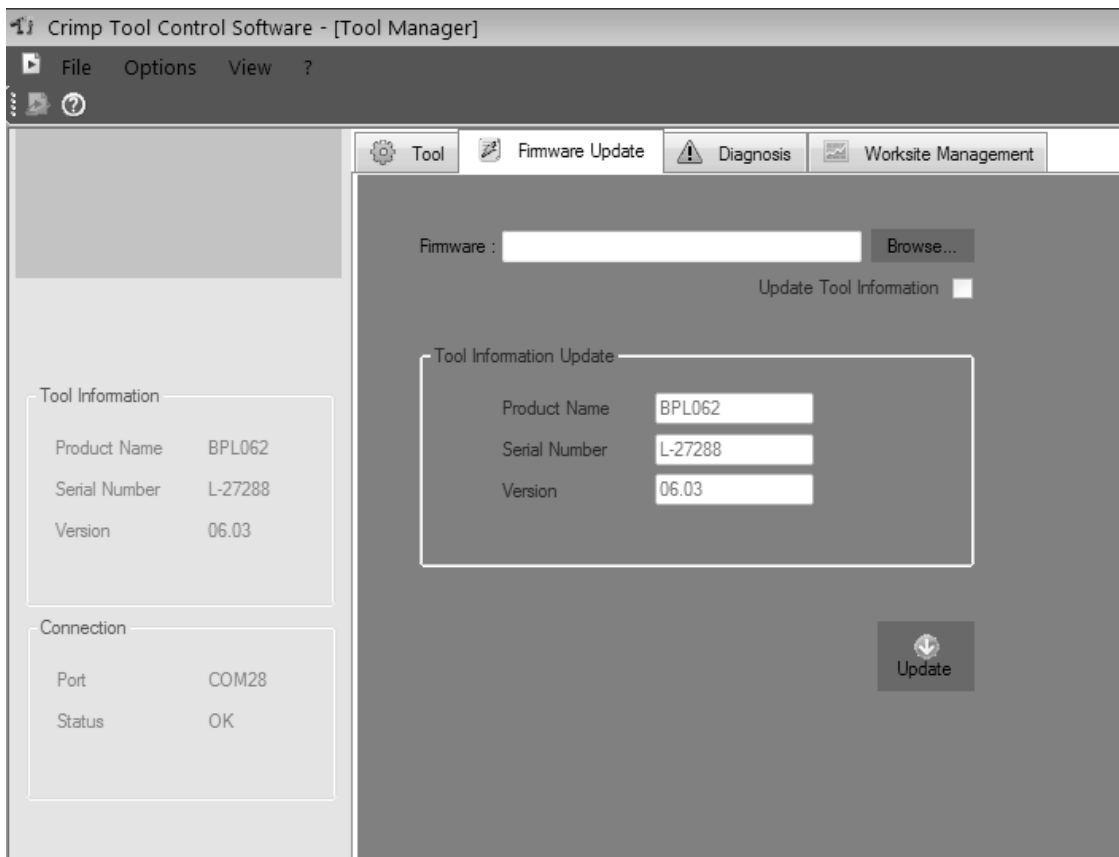 Crimp Tool Control Software - [Tool Manager]
File Options View ?
Tool Firmware Update Diagnosis Worksite Management
Firmware : Browse...
Update Tool Information
Tool Information Update
Product Name BPL062
Serial Number L-27288
Version 06.03
Update
Tool Information
Product Name BPL062
Serial Number L-27288
Version 06.03
Connection
Port COM28
Status OK